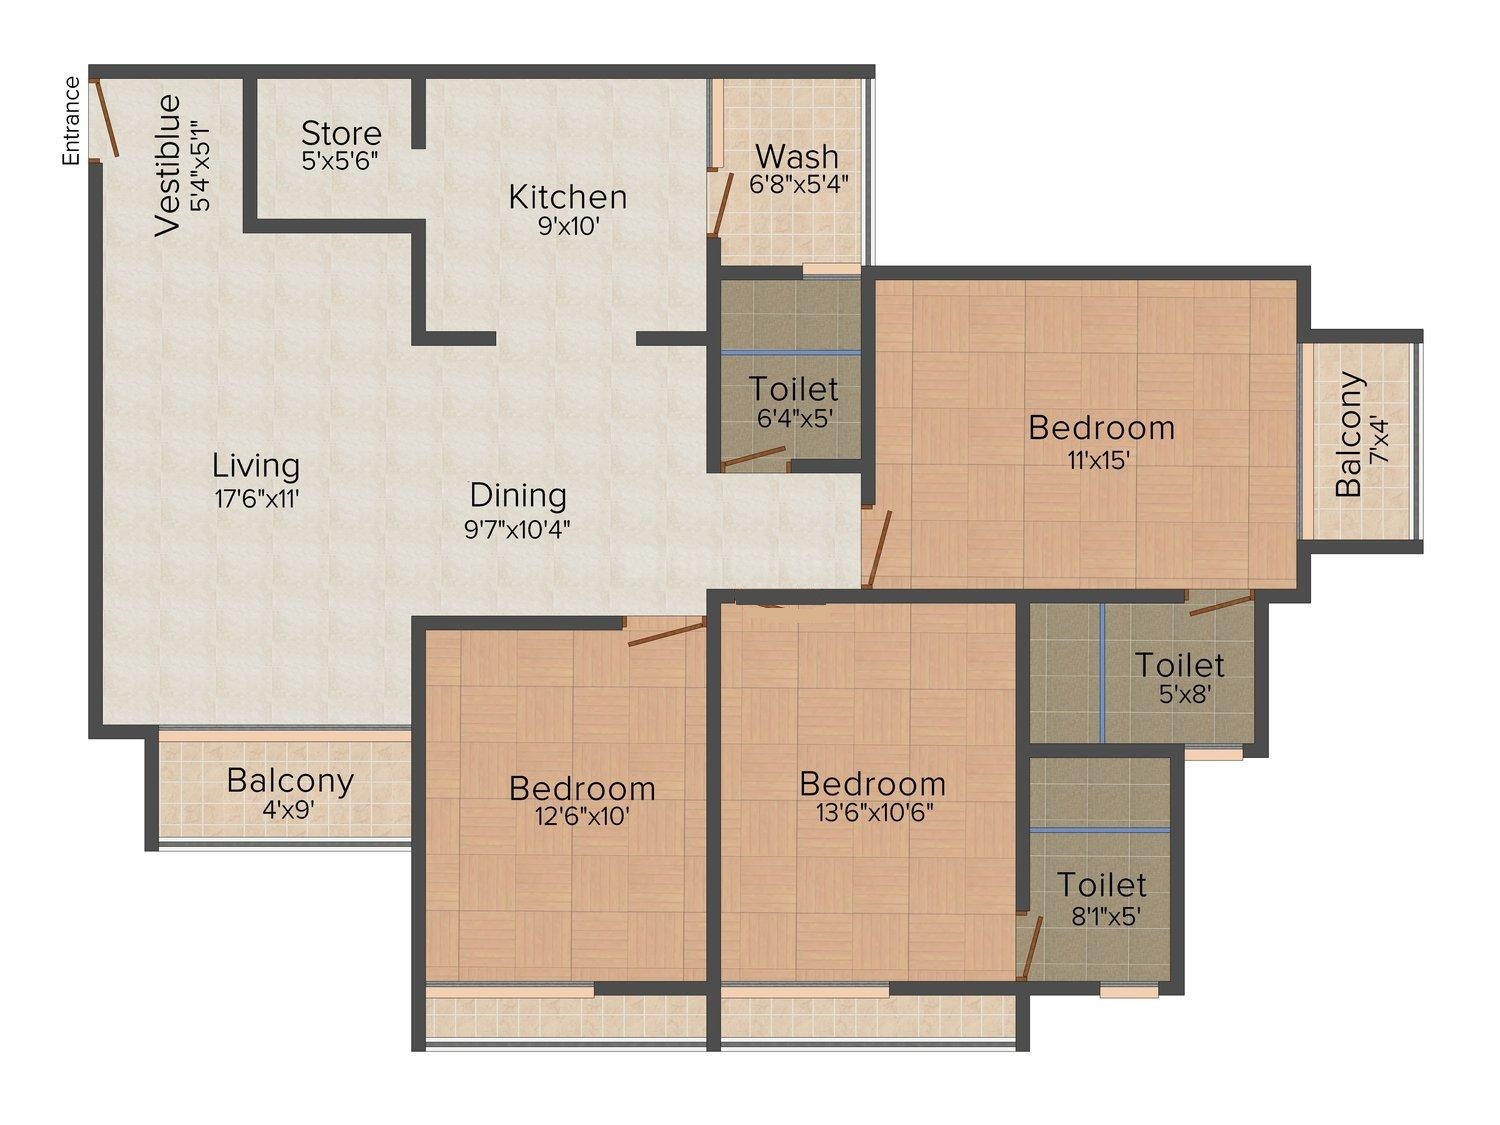 Entrance
Vestiblue
5'4"x5'1"
Store
5'x5'6"
Kitchen
9'x10'
Wash
6'8"x5'4"
Toilet
6'4"x5'
Bedroom
11'x15'
Balcony
7'x4'
Living
17'6"x11'
Dining
9'7"x10'4"
Toilet
5'x8'
Balcony
4'x9'
Bedroom
12'6"x10'
Bedroom
13'6"x10'6"
Toilet
8'1"x5'